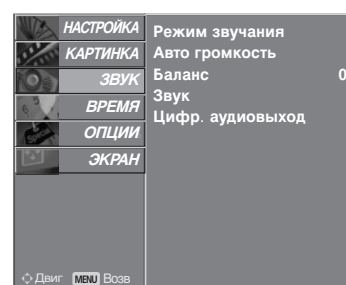 НАСТРОЙКА
КАРТИНКА
ЗВУК
ВРЕМЯ
ОПЦИИ
ЭКРАН
Режим звучания
Авто громкость
Баланс 0
Звук
Цифр. аудиовыход
Двиг MENU Возв